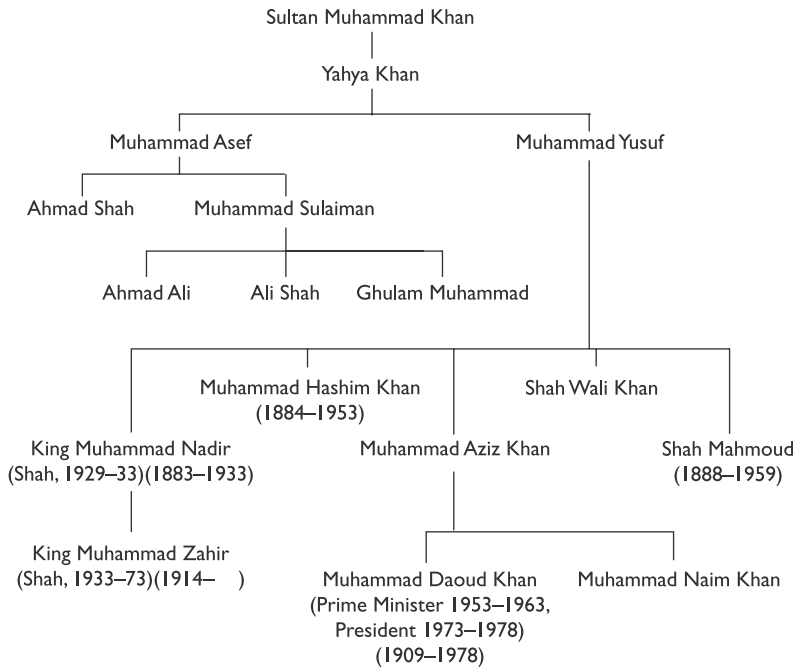 Sultan Muhammad Khan
Yahya Khan
Muhammad Asef
Muhammad Yusuf
Ahmad Shah
Muhammad Sulaiman
Ahmad Ali
Ali Shah
Ghulam Muhammad
Muhammad Hashim Khan
(1884–1953)
Shah Wali Khan
King Muhammad Nadir
(Shah, 1929–33)(1883–1933)
Muhammad Aziz Khan
Shah Mahmoud
(1888–1959)
King Muhammad Zahir
(Shah, 1933–73)(1914–    )
Muhammad Daoud Khan
(Prime Minister 1953–1963,
President 1973–1978)
(1909–1978)
Muhammad Naim Khan